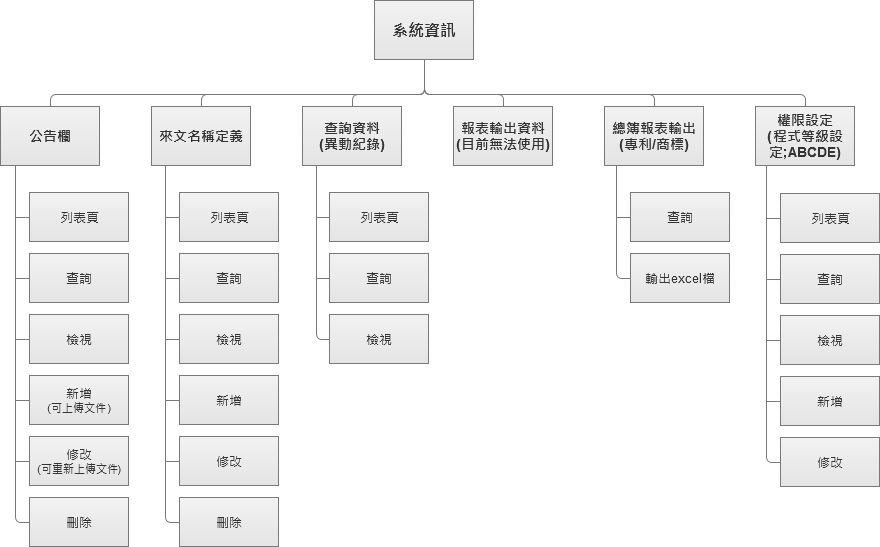 系統資訊
公告欄
列表頁
查詢
檢視
新增
(可上傳文件)
修改
(可重新上傳文件)
刪除
來文名稱定義
列表頁
查詢
檢視
新增
修改
刪除
查詢資料
(異動紀錄)
列表頁
查詢
檢視
報表輸出資料
(目前無法使用)
總簿報表輸出
(專利/商標)
查詢
輸出excel檔
權限設定
(程式等級設
定;ABCDE)
列表頁
查詢
檢視
新增
修改